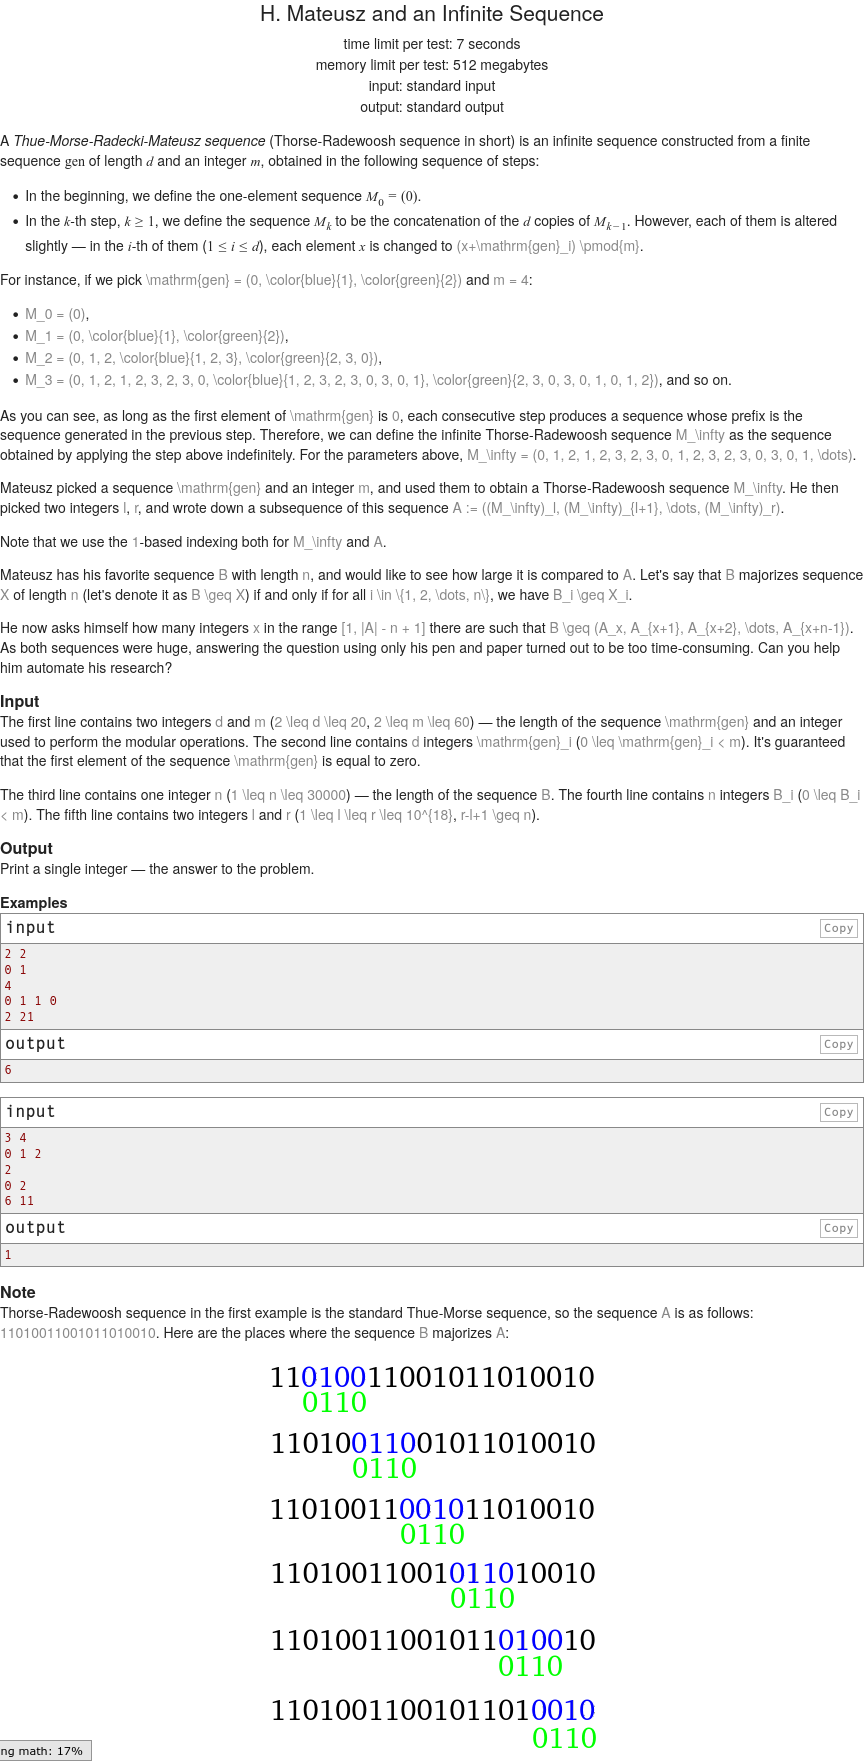 H. Mateusz and an Infinite Sequence
time limit per test: 7 seconds
memory limit per test: 512 megabytes
input: standard input
output: standard output
A Thue-Morse-Radecki-Mateusz sequence (Thorse-Radewoosh sequence in short) is an infinite sequence constructed from a finite
sequence gen of length d and an integer m, obtained in the following sequence of steps:
• In the beginning, we define the one-element sequence M_0 = (0).
• In the k-th step, k ≥ 1, we define the sequence M_k to be the concatenation of the d copies of M_{k−1}. However, each of them is altered
slightly — in the i-th of them (1 ≤ i ≤ d), each element x is changed to (x+\mathrm{gen}_i) \pmod{m}.
For instance, if we pick \mathrm{gen} = (0, \color{blue}{1}, \color{green}{2}) and m = 4:
• M_0 = (0),
• M_1 = (0, \color{blue}{1}, \color{green}{2}),
• M_2 = (0, 1, 2, \color{blue}{1, 2, 3}, \color{green}{2, 3, 0}),
• M_3 = (0, 1, 2, 1, 2, 3, 2, 3, 0, \color{blue}{1, 2, 3, 2, 3, 0, 3, 0, 1}, \color{green}{2, 3, 0, 3, 0, 1, 0, 1, 2}), and so on.
As you can see, as long as the first element of \mathrm{gen} is 0, each consecutive step produces a sequence whose prefix is the
sequence generated in the previous step. Therefore, we can define the infinite Thorse-Radewoosh sequence M_\infty as the sequence
obtained by applying the step above indefinitely. For the parameters above, M_\infty = (0, 1, 2, 1, 2, 3, 2, 3, 0, 1, 2, 3, 2, 3, 0, 3, 0, 1, \dots).
Mateusz picked a sequence \mathrm{gen} and an integer m, and used them to obtain a Thorse-Radewoosh sequence M_\infty. He then
picked two integers l, r, and wrote down a subsequence of this sequence A := ((M_\infty)_l, (M_\infty)_{l+1}, \dots, (M_\infty)_r).
Note that we use the 1-based indexing both for M_\infty and A.
Mateusz has his favorite sequence B with length n, and would like to see how large it is compared to A. Let's say that B majorizes sequence
X of length n (let's denote it as B \geq X) if and only if for all i \in \{1, 2, \dots, n\}, we have B_i \geq X_i.
He now asks himself how many integers x in the range [1, |A| - n + 1] there are such that B \geq (A_x, A_{x+1}, A_{x+2}, \dots, A_{x+n-1}).
As both sequences were huge, answering the question using only his pen and paper turned out to be too time-consuming. Can you help
him automate his research?
Input
The first line contains two integers d and m (2 \leq d \leq 20, 2 \leq m \leq 60) — the length of the sequence \mathrm{gen} and an integer
used to perform the modular operations. The second line contains d integers \mathrm{gen}_i (0 \leq \mathrm{gen}_i < m). It's guaranteed
that the first element of the sequence \mathrm{gen} is equal to zero.
The third line contains one integer n (1 \leq n \leq 30000) — the length of the sequence B. The fourth line contains n integers B_i (0 \leq B_i
< m). The fifth line contains two integers l and r (1 \leq l \leq r \leq 10^{18}, r-l+1 \geq n).
Output
Print a single integer — the answer to the problem.
Examples
input Copy
2 2
0 1
4
0 1 1 0
2 21
output Copy
6
input Copy
3 4
0 1 2
2
0 2
6 11
output Copy
1
Note
Thorse-Radewoosh sequence in the first example is the standard Thue-Morse sequence, so the sequence A is as follows:
11010011001011010010. Here are the places where the sequence B majorizes A:
11010011001011010010
0110
11010011001011010010
0110
11010011001011010010
0110
11010011001011010010
0110
11010011001011010010
0110
11010011001011010010
0110
ng math: 17%